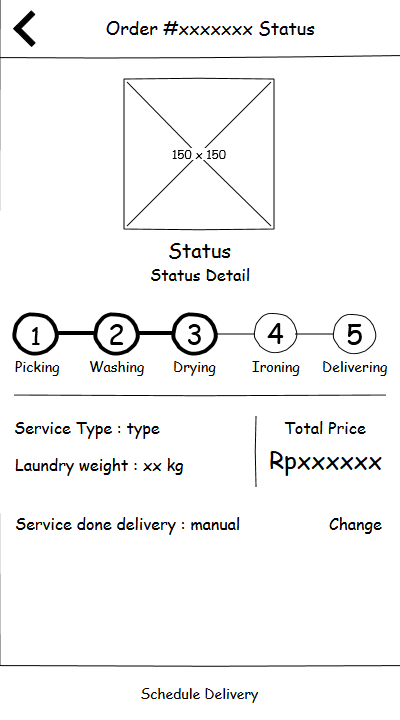 Order #xxxxxxx Status
150 x 150
Status
Status Detail
1 2 3 4 5
Picking Washing Drying Ironing Delivering
Service Type : type
Total Price
Laundry weight : xx kg
Rpxxxxxx
Service done delivery : manual Change
Schedule Delivery